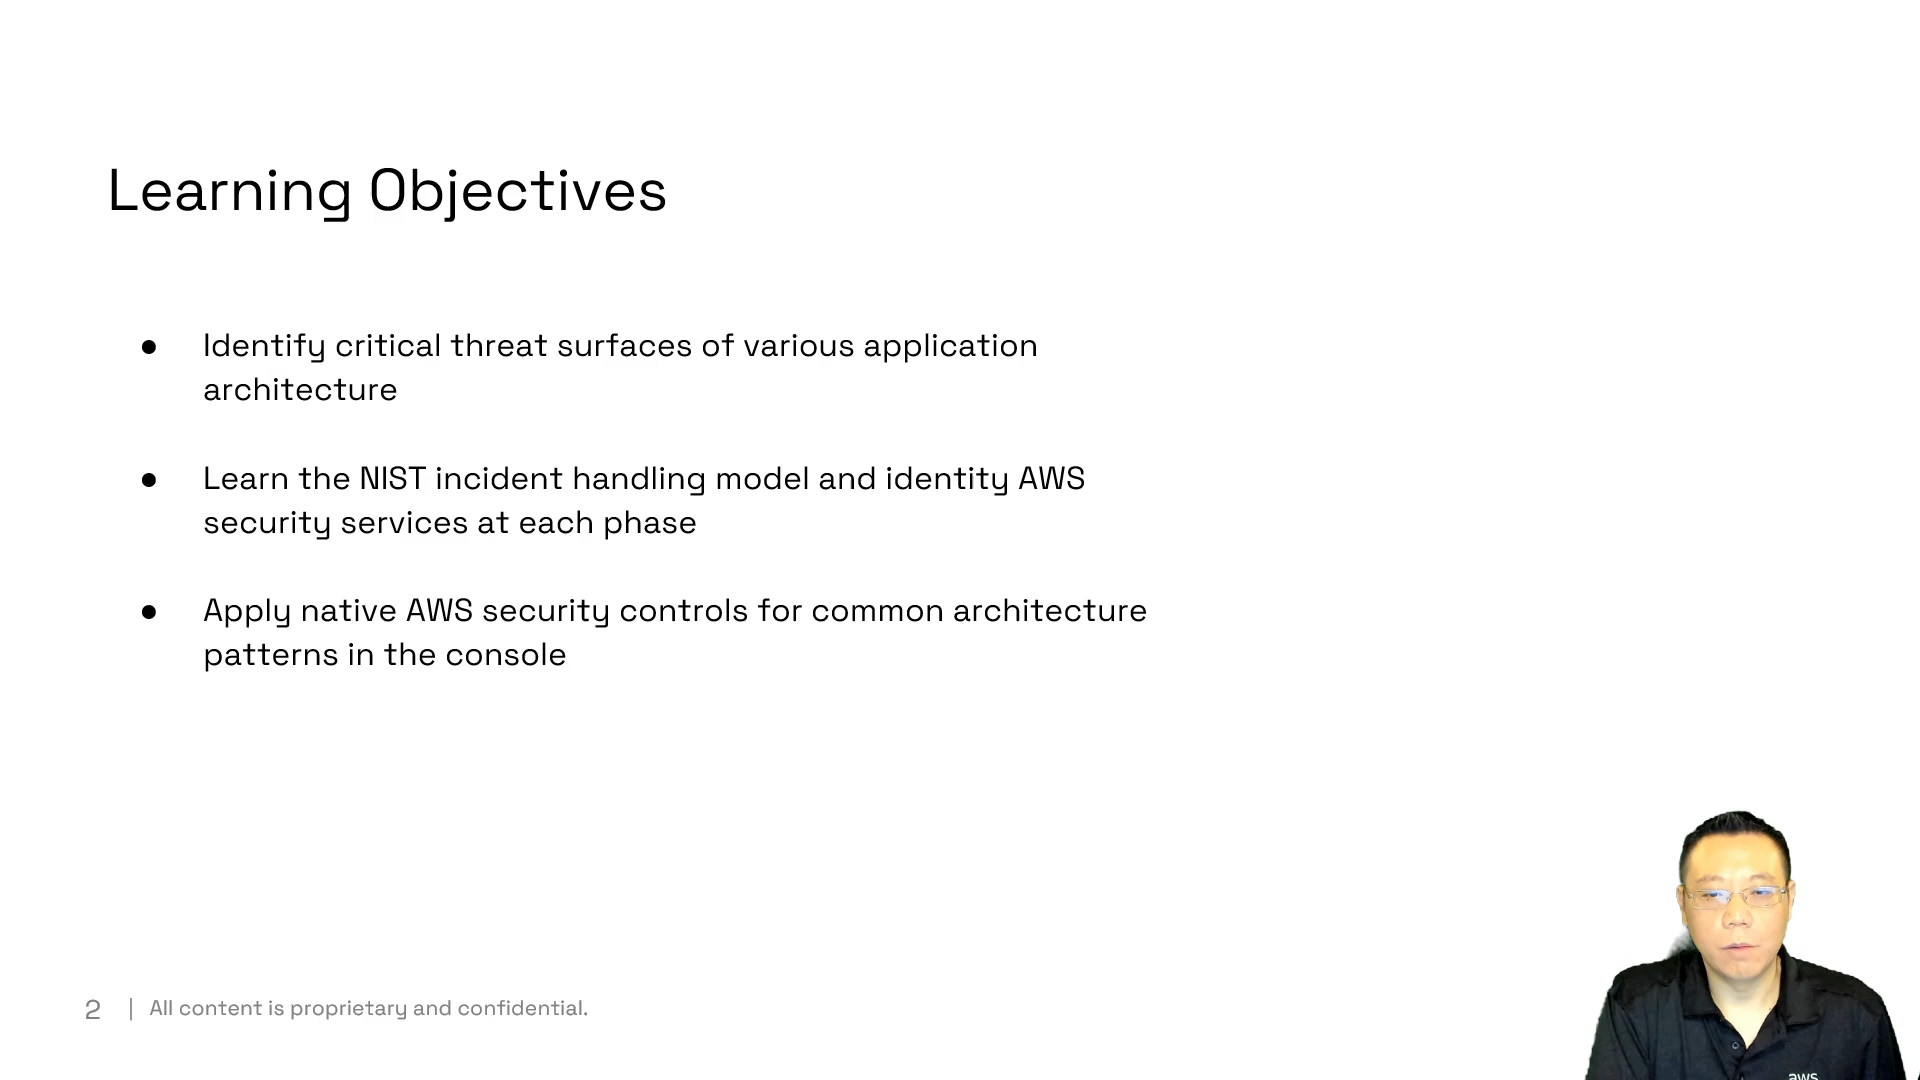 Learning Objectives
● Identify critical threat surfaces of various application
architecture
● Learn the NIST incident handling model and identity AWS
security services at each phase
● Apply native AWS security controls for common architecture
patterns in the console
2 | All content is proprietary and confidential.
aws